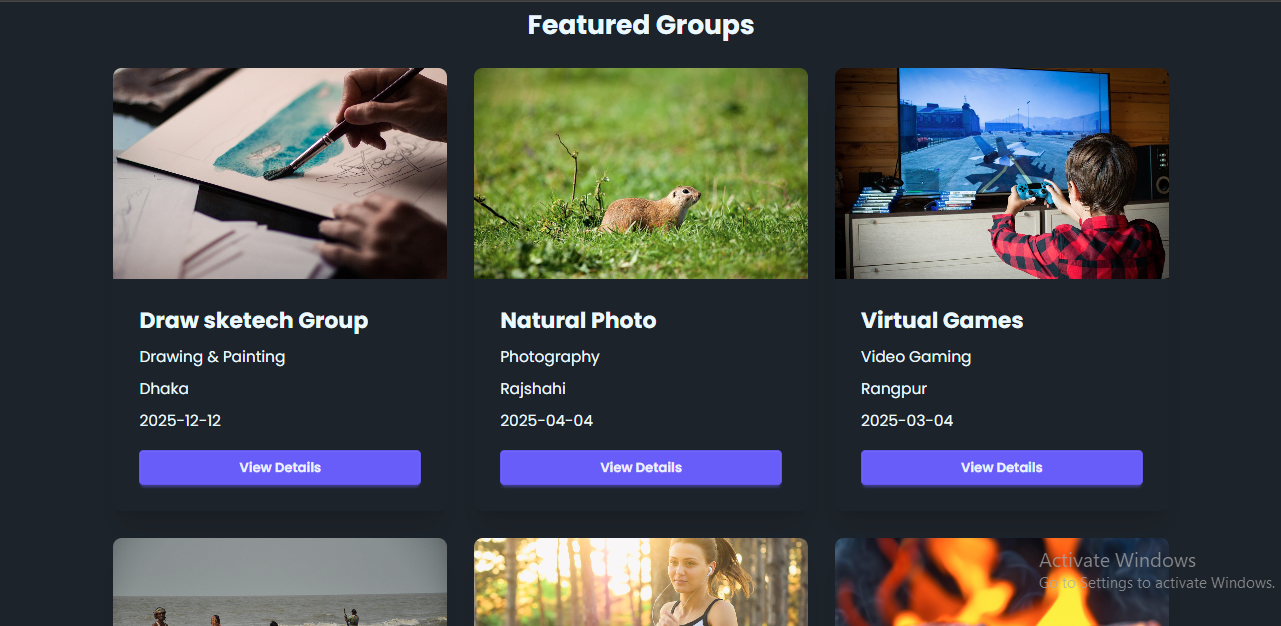 Featured Groups
Draw sketech Group
Drawing & Painting
Dhaka
2025-12-12
View Details
Natural Photo
Photography
Rajshahi
2025-04-04
View Details
Virtual Games
Video Gaming
Rangpur
2025-03-04
View Details
Activate Windows
Go to Settings to activate Windows.